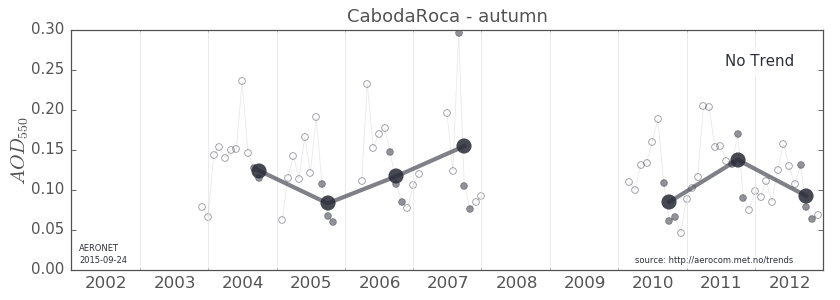 CabodaRoca - autumn
0.30
0.25
0.20
0.15
0.10
0.05
0.00
AOD550
No Trend
AERONET
2015-09-24
source: http://aerocom.met.no/trends
2002 2003 2004 2005 2006 2007 2010 2011 2012